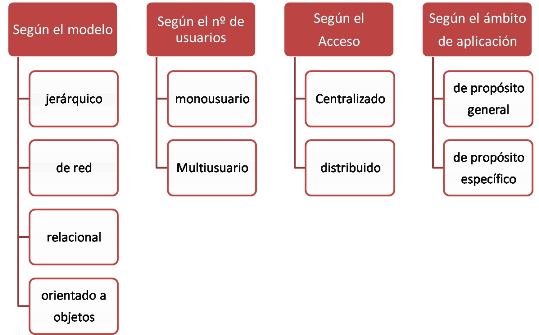 Según el modelo
jerárquico
de red
relacional
orientado a
objetos
Según el nº de
usuarios
monousuario
Multiusuario
Según el
Acceso
Centralizado
distribuido
Según el ámbito
de aplicación
de propósito
general
de propósito
específico